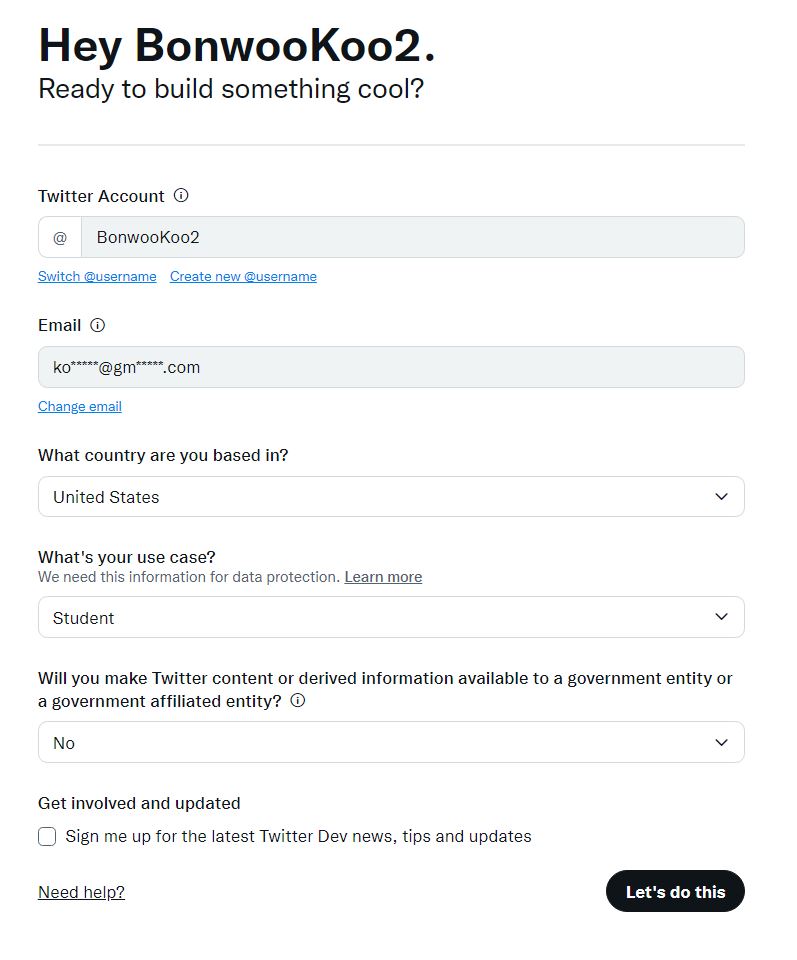 Hey BonwooKoo2.
Ready to build something cool?
Twitter Account
@ BonwooKoo2
Switch @username Create new @username
Email
ko*****@gm*****.com
Change email
What country are you based in?
United States
What's your use case?
We need this information for data protection. Learn more
Student
Will you make Twitter content or derived information available to a government entity or
a government affiliated entity?
No
Get involved and updated
Sign me up for the latest Twitter Dev news, tips and updates
Need help?
Let's do this